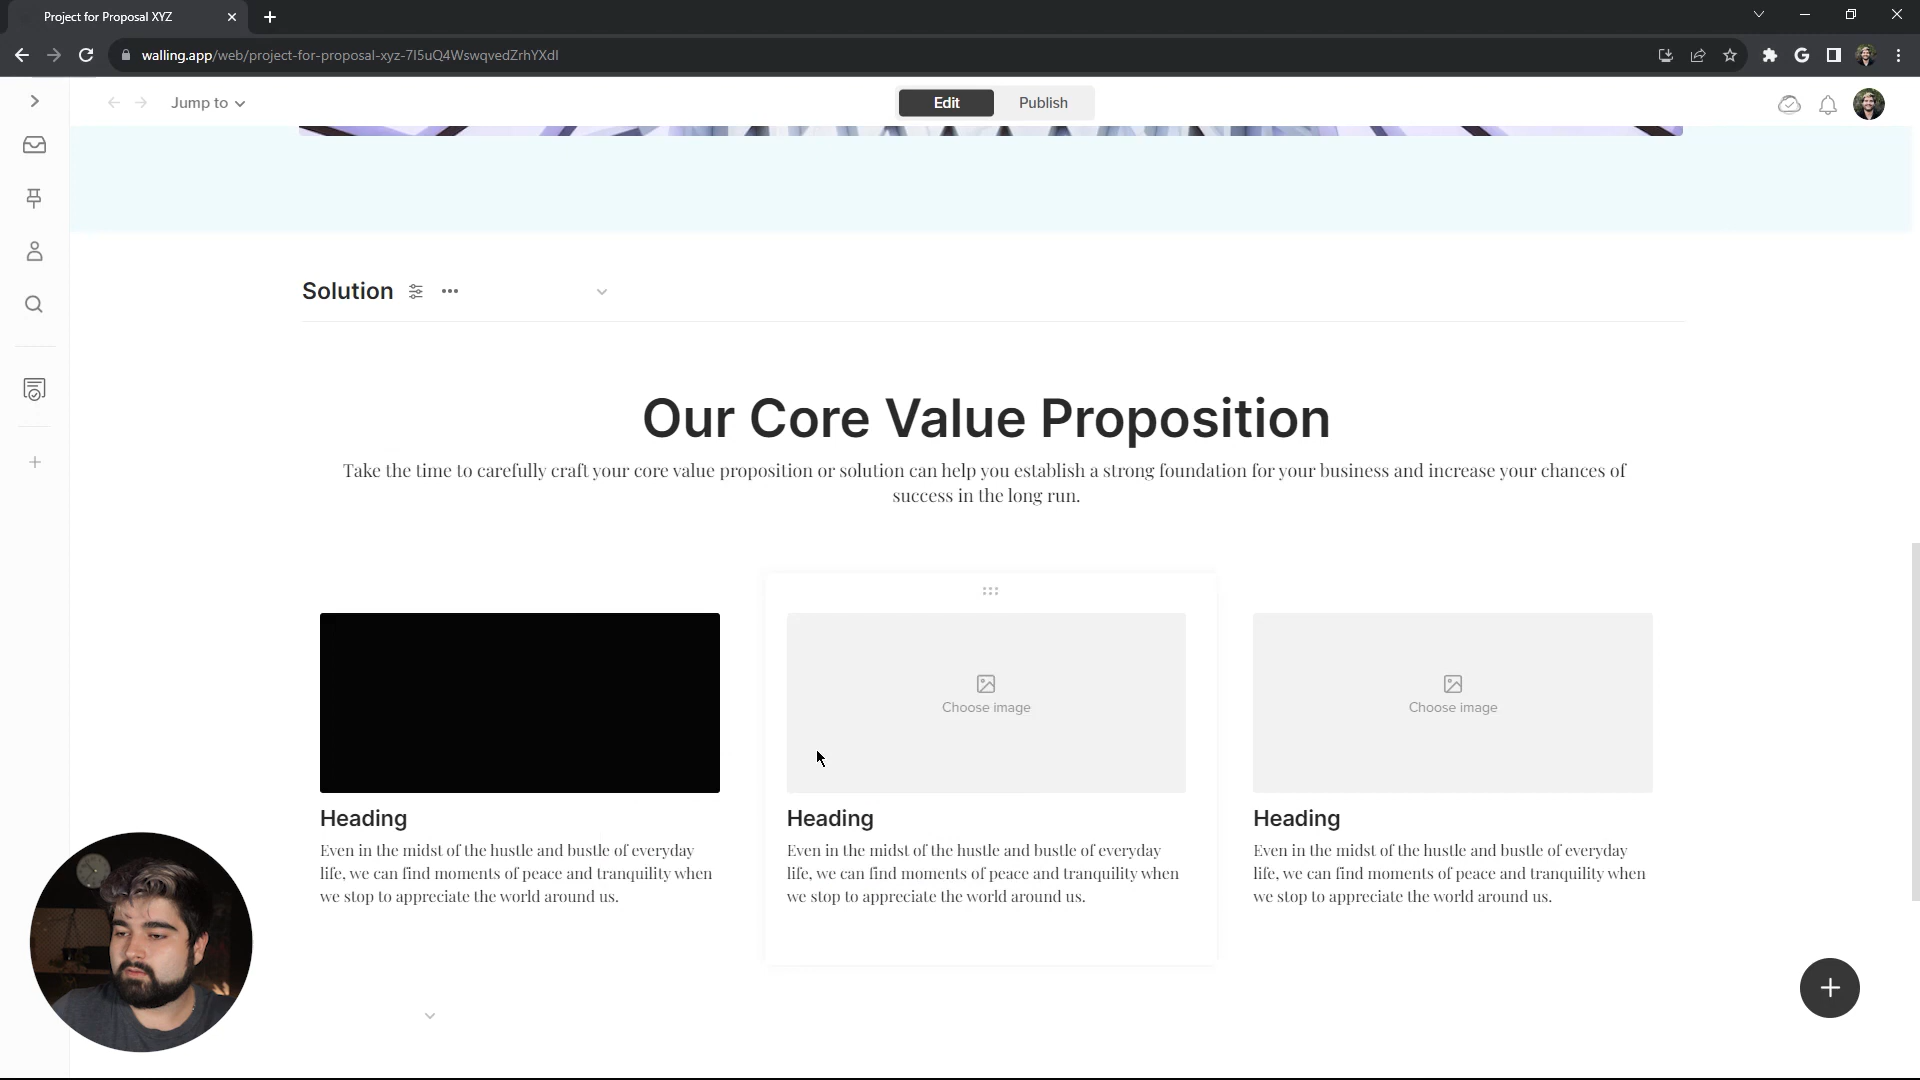 Project for Proposal XYZ
walling.app/web/project-for-proposal-xyz-7I5uQ4WswqvedZrhYXdI
Jump to
Edit
Publish
Solution
Our Core Value Proposition
Take the time to carefully craft your core value proposition or solution can help you establish a strong foundation for your business and increase your chances of
success in the long run.
Choose image
Choose image
Heading
Even in the midst of the hustle and bustle of everyday
life, we can find moments of peace and tranquility when
we stop to appreciate the world around us.
Heading
Even in the midst of the hustle and bustle of everyday
life, we can find moments of peace and tranquility when
we stop to appreciate the world around us.
Heading
Even in the midst of the hustle and bustle of everyday
life, we can find moments of peace and tranquility when
we stop to appreciate the world around us.